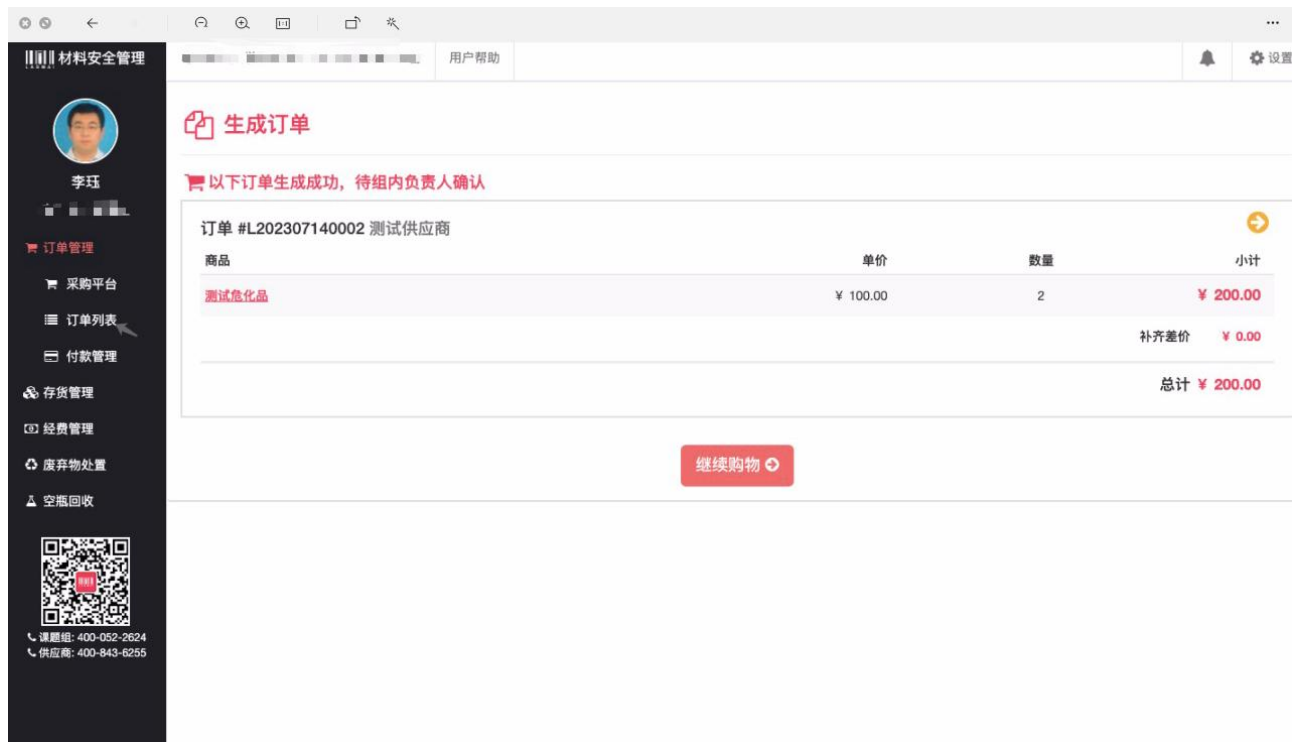 材料安全管理
用户帮助
设置
李珏
生成订单
以下订单生成成功，待组内负责人确认
订单 #L202307140002 测试供应商
商品 单价 数量 小计
测试危化品 ¥ 100.00 2 ¥ 200.00
补齐差价 ¥ 0.00
总计 ¥ 200.00
继续购物
订单管理
采购平台
订单列表
付款管理
存货管理
经费管理
废弃物处置
空瓶回收
课题组: 400-052-2624
供应商: 400-843-6255